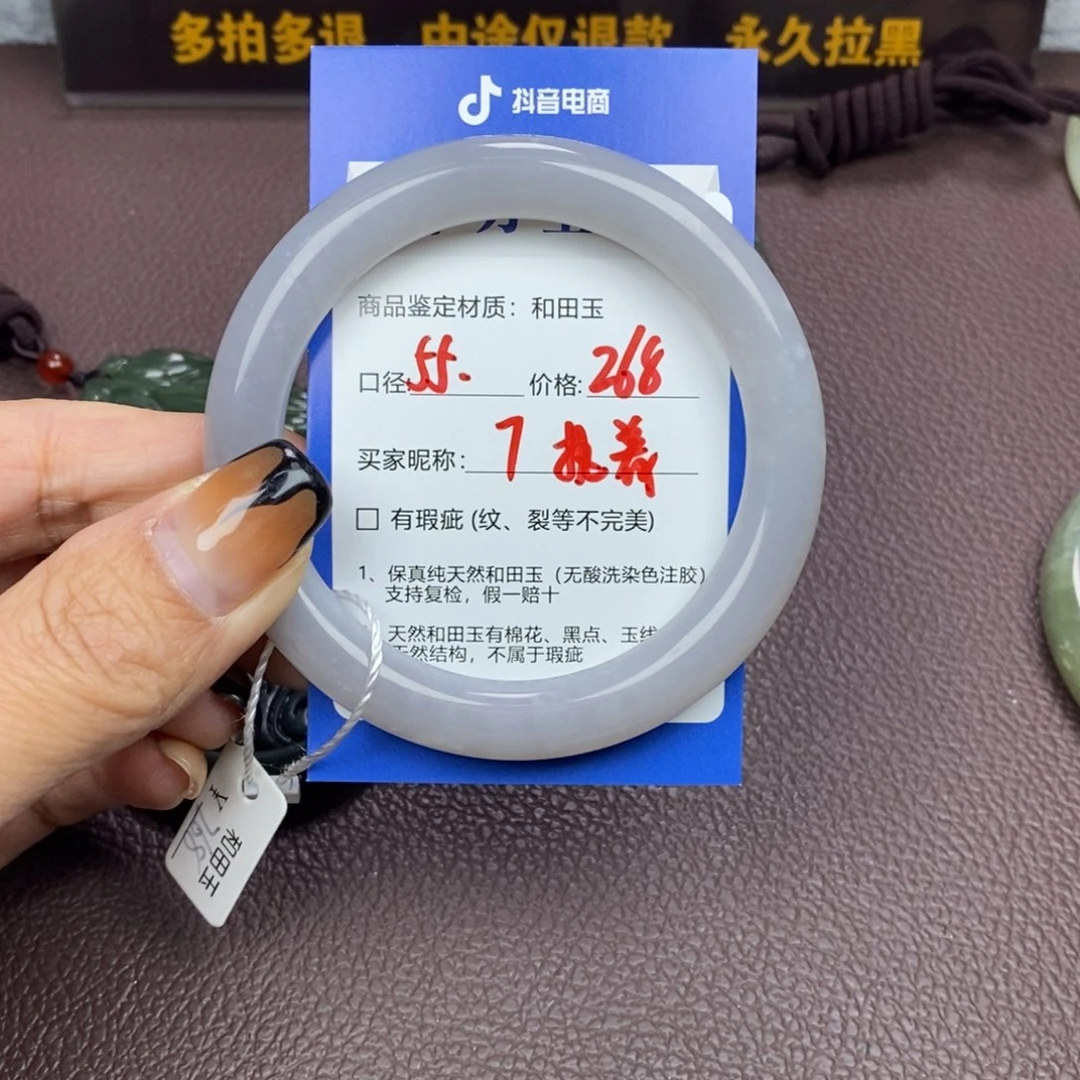 多拍多退 中途仅退款 永久拉黑
抖音电商
商品鉴定材质：和田玉
口径: 55. 价格: 268
买家昵称： 7
□ 有瑕疵 (纹、裂等不完美)
1、保真纯天然和田玉（无酸洗染色注胶）
支持复检，假一赔十
天然和田玉有棉花、黑点、玉线
天然结构，不属于瑕疵
¥
和田玉